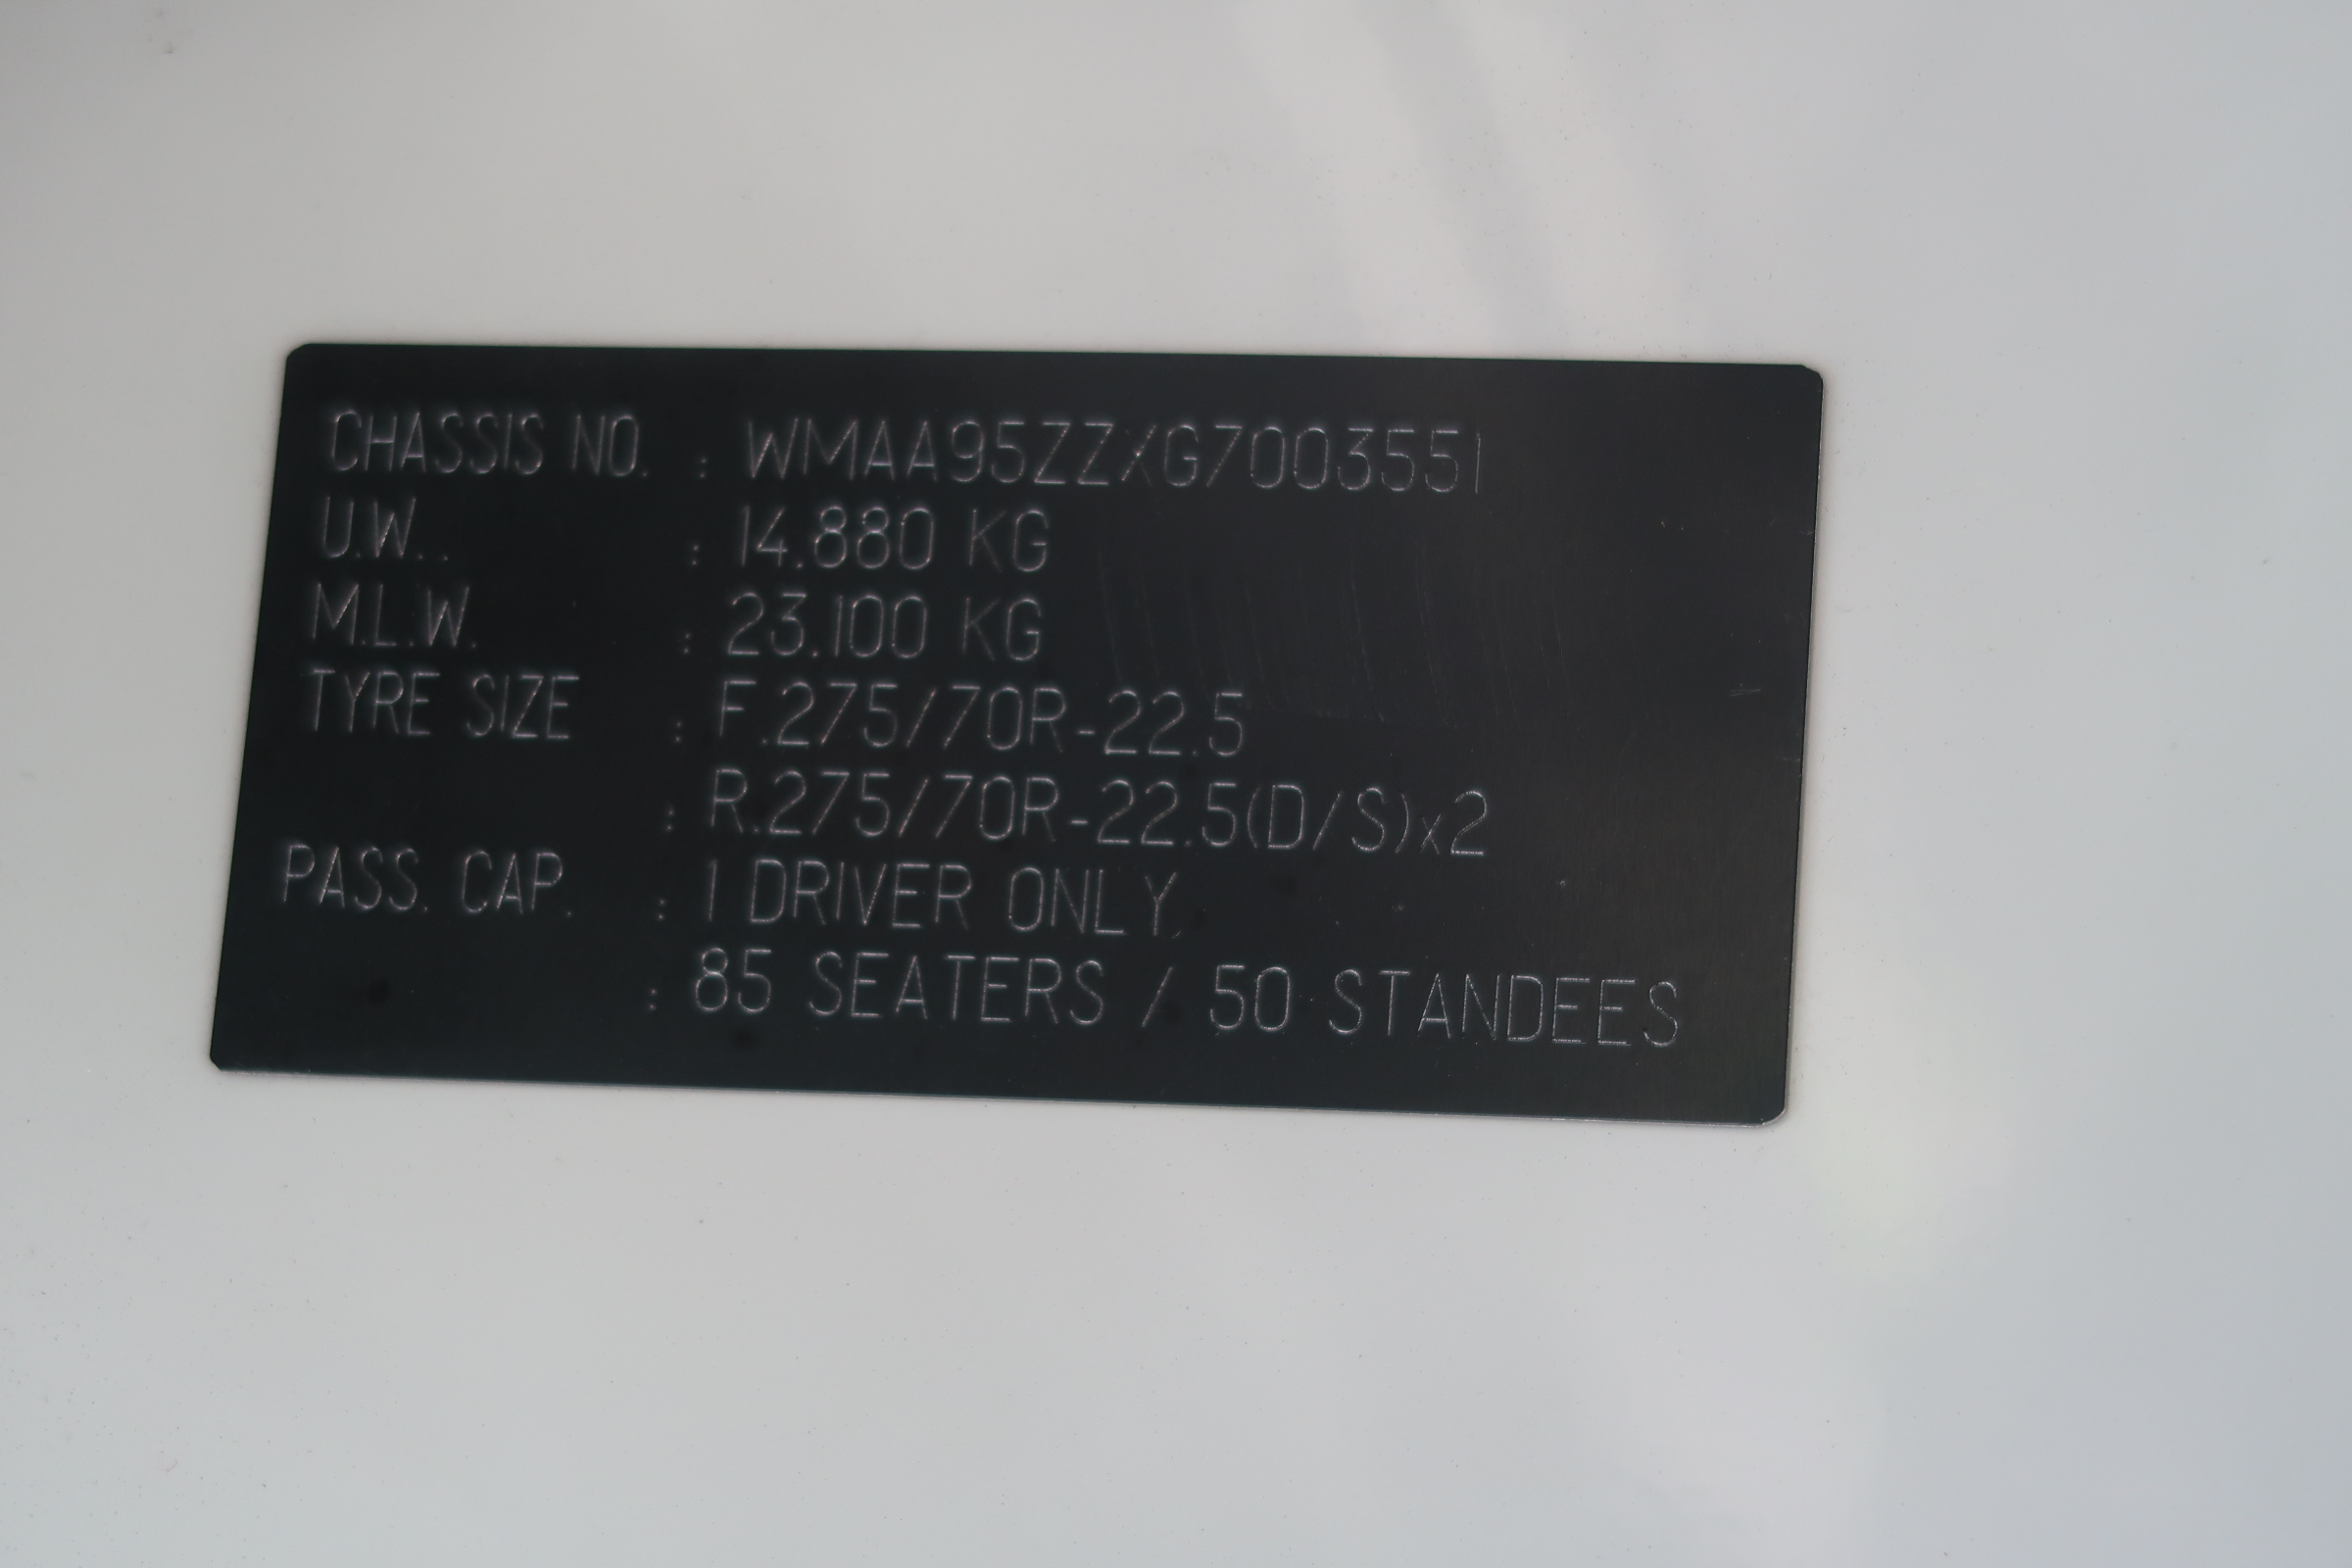 CHASSIS NO. : WMAA95ZZXG7003551
U.W.. : 14.880 KG
M.L.W. : 23.100 KG
TYRE SIZE : F.275/70R-22.5
: R.275/70R-22.5(D/S)x2
PASS. CAP. : 1 DRIVER ONLY,
: 85 SEATERS / 50 STANDEES